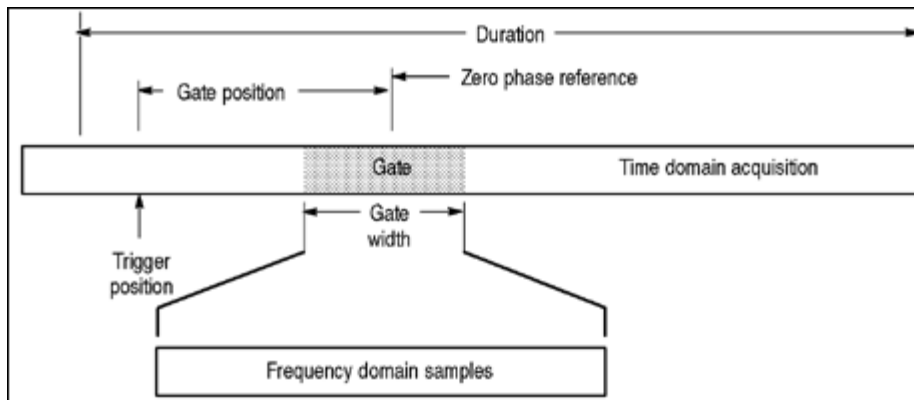 Duration
Zero phase reference
Gate position
Gate
Time domain acquisition
Gate
width
Trigger
position
Frequency domain samples